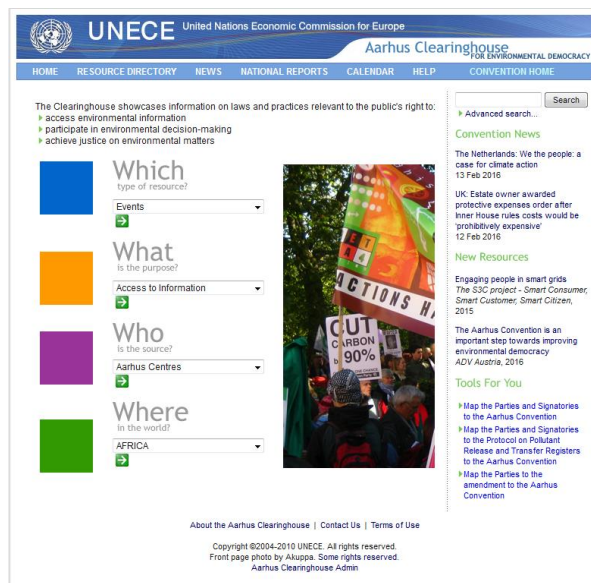 UNECE United Nations Economic Commission for Europe
Aarhus Clearinghouse
FOR ENVIRONMENTAL DEMOCRACY
HOME RESOURCE DIRECTORY NEWS NATIONAL REPORTS CALENDAR HELP CONVENTION HOME
The Clearinghouse showcases information on laws and practices relevant to the public's right to:
access environmental information
participate in environmental decision-making
achieve justice on environmental matters
Which
type of resource?
Events
What
is the purpose?
Access to Information
Who
is the source?
Aarhus Centres
Where
in the world?
AFRICA
ACTIONS
CUT
CARBON
90%
Search
Advanced search...
Convention News
The Netherlands: We the people: a
case for climate action
13 Feb 2016
UK: Estate owner awarded
protective expenses order after
Inner House rules costs would be
'prohibitively expensive'
12 Feb 2016
New Resources
Engaging people in smart grids
The S3C project - Smart Consumer,
Smart Customer, Smart Citizen,
2015
The Aarhus Convention is an
important step towards improving
environmental democracy
ADV Austria, 2016
Tools For You
Map the Parties and Signatories
to the Aarhus Convention
Map the Parties and Signatories
to the Protocol on Pollutant
Release and Transfer Registers
to the Aarhus Convention
Map the Parties to the
amendment to the Aarhus
Convention
About the Aarhus Clearinghouse | Contact Us | Terms of Use
Copyright ©2004-2010 UNECE. All rights reserved.
Front page photo by Akuppa. Some rights reserved.
Aarhus Clearinghouse Admin